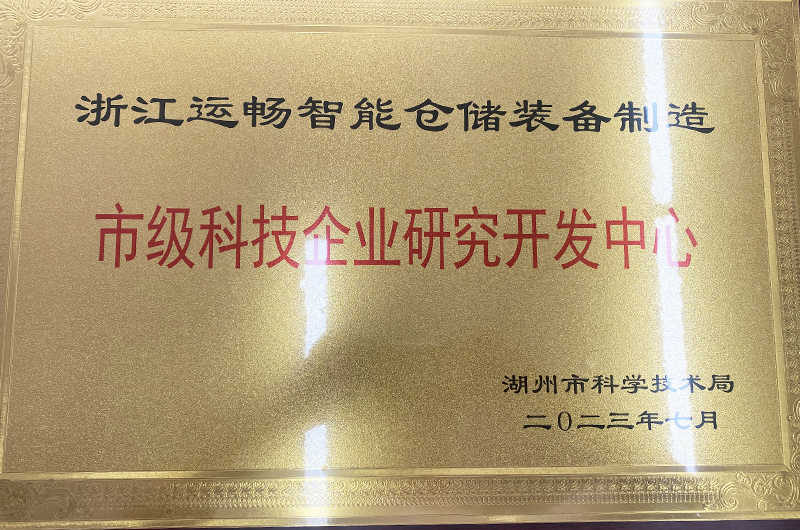 浙江运畅智能仓储装备制造
市级科技企业研究开发中心
湖州市科学技术局
二〇二三年七月